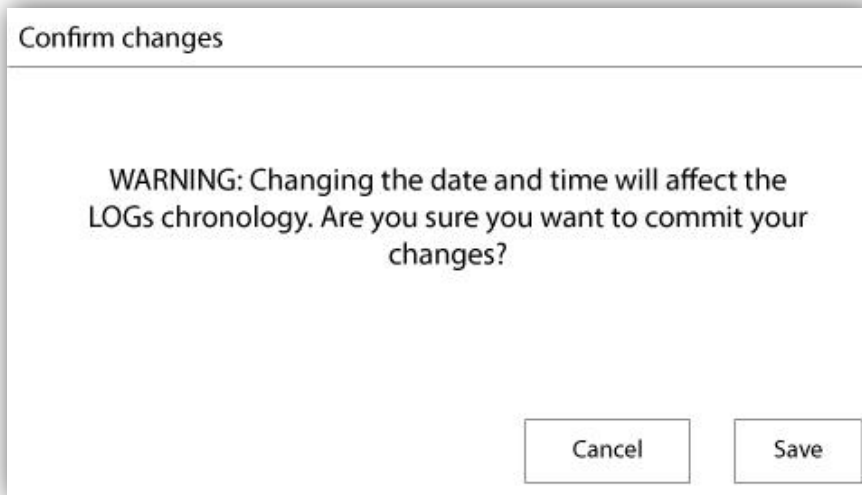 Confirm changes
WARNING: Changing the date and time will affect the
LOGs chronology. Are you sure you want to commit your
changes?
Cancel
Save